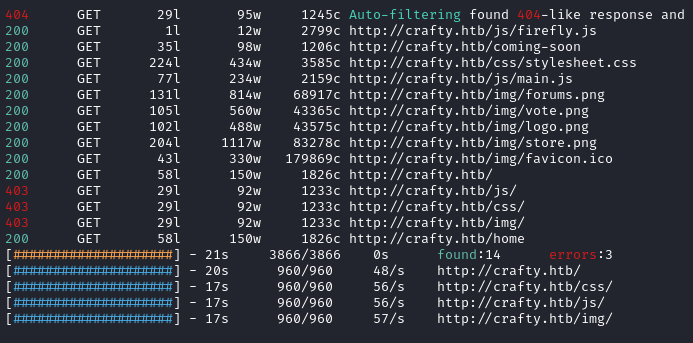 404 GET 29l 95w 1245c Auto-filtering found 404-like response and
200 GET 1l 12w 2799c http://crafty.htb/js/firefly.js
200 GET 35l 98w 1206c http://crafty.htb/coming-soon
200 GET 224l 434w 3585c http://crafty.htb/css/stylesheet.css
200 GET 77l 234w 2159c http://crafty.htb/js/main.js
200 GET 131l 814w 68917c http://crafty.htb/img/forums.png
200 GET 105l 560w 43365c http://crafty.htb/img/vote.png
200 GET 102l 488w 43575c http://crafty.htb/img/logo.png
200 GET 204l 1117w 83278c http://crafty.htb/img/store.png
200 GET 43l 330w 179869c http://crafty.htb/img/favicon.ico
200 GET 58l 150w 1826c http://crafty.htb/
403 GET 29l 92w 1233c http://crafty.htb/js/
403 GET 29l 92w 1233c http://crafty.htb/css/
403 GET 29l 92w 1233c http://crafty.htb/img/
200 GET 58l 150w 1826c http://crafty.htb/home
[####################] - 21s 3866/3866 0s found:14 errors:3
[####################] - 20s 960/960 48/s http://crafty.htb/
[####################] - 17s 960/960 56/s http://crafty.htb/css/
[####################] - 17s 960/960 56/s http://crafty.htb/js/
[####################] - 17s 960/960 57/s http://crafty.htb/img/